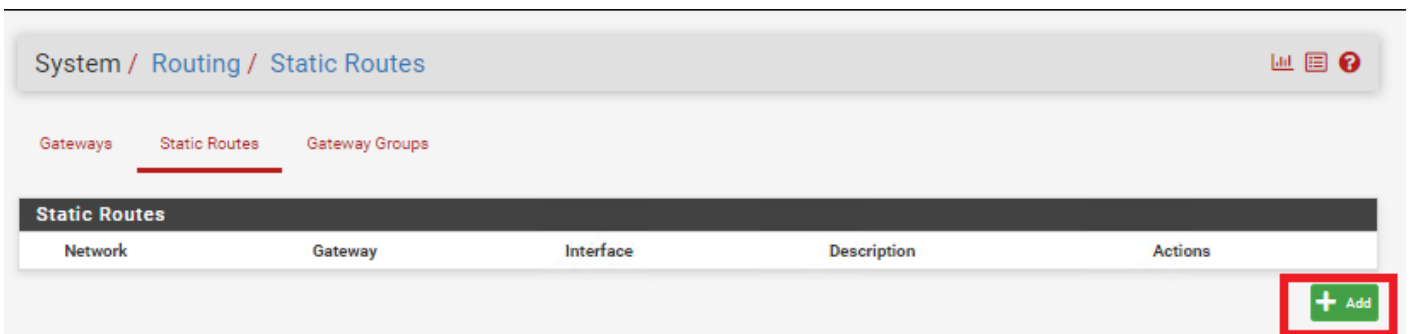 System / Routing / Static Routes
Gateways Static Routes Gateway Groups
Static Routes
Network Gateway Interface Description Actions
Add